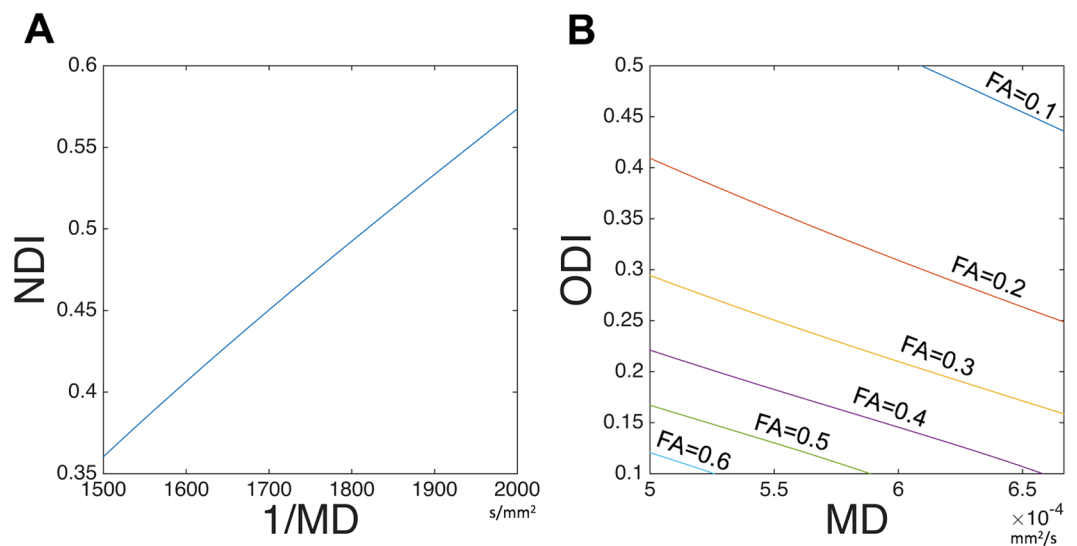 A
0.6
0.55
0.5
0.45
0.4
0.35
NDI
1500 1600 1700 1800 1900 2000
1/MD s/mm²
B
0.5
0.45
0.4
0.35
0.3
0.25
0.2
0.15
0.1
ODI
FA=0.1
FA=0.2
FA=0.3
FA=0.4
FA=0.5
FA=0.6
5 5.5 6 6.5
MD ×10⁻⁴
mm²/s